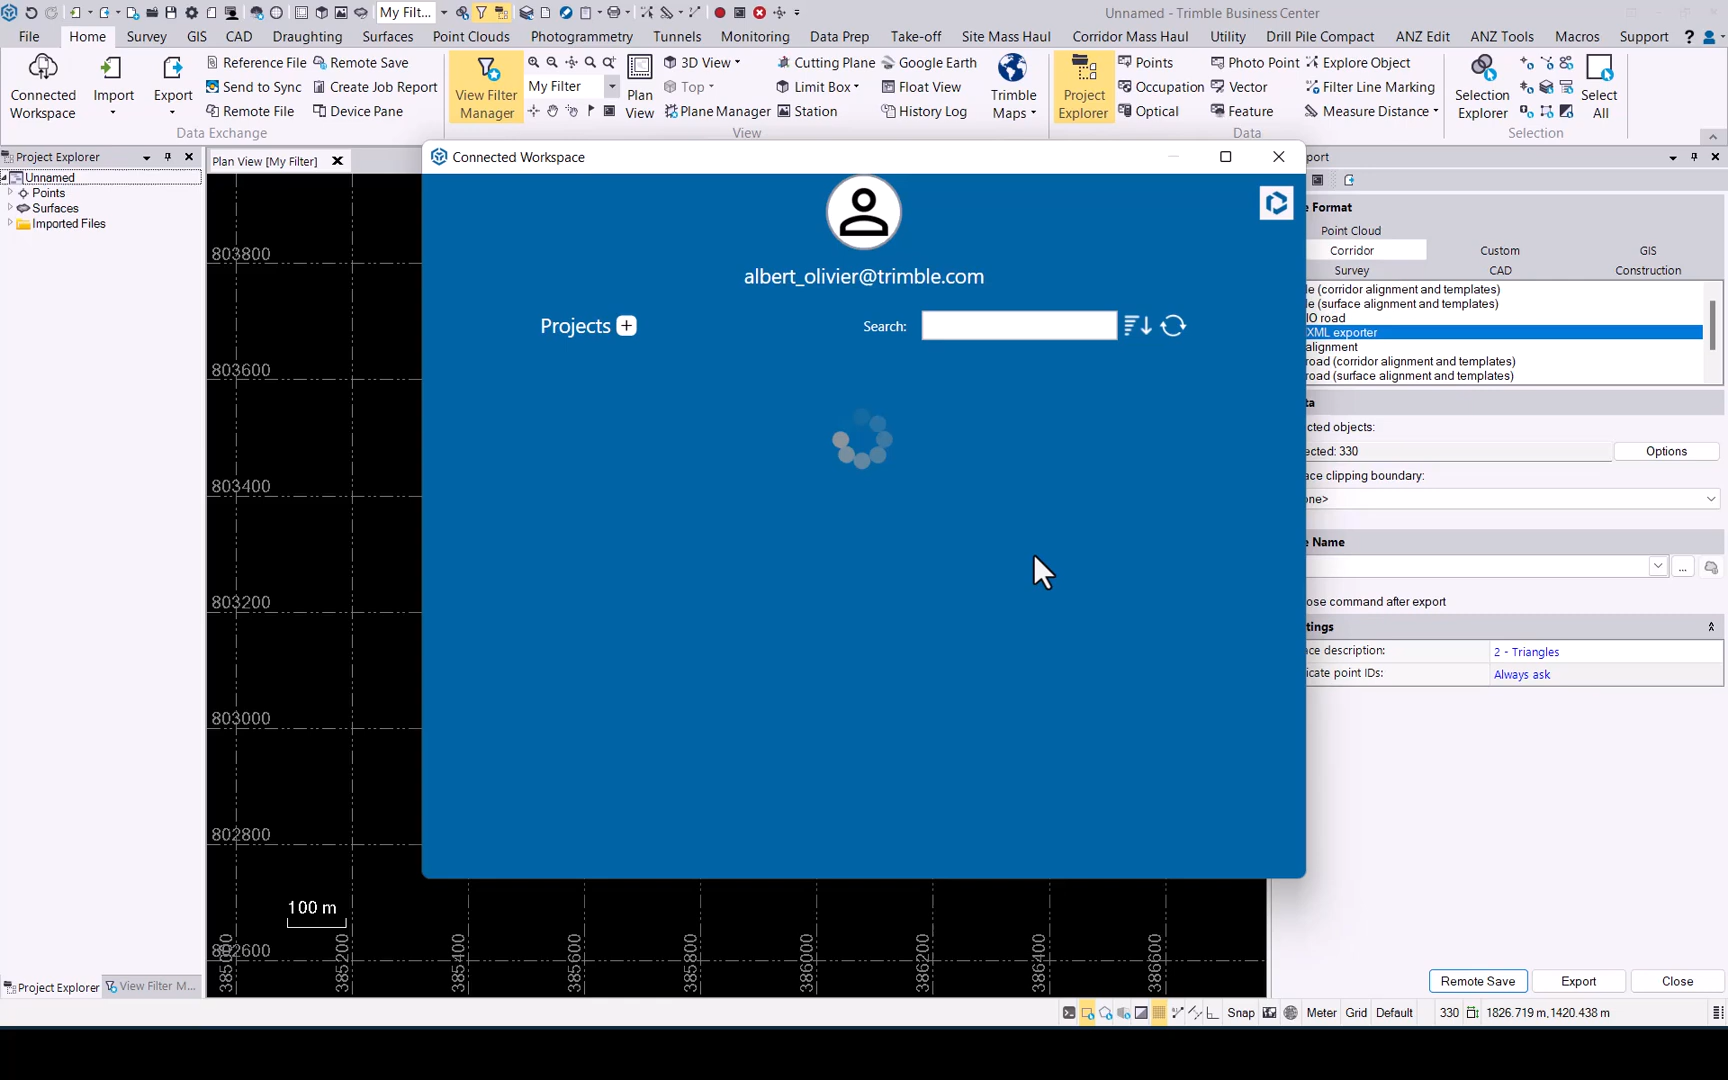 My Filt...
Unnamed - Trimble Business Center
File Home Survey GIS CAD Draughting Surfaces Point Clouds Photogrammetry Tunnels Monitoring Data Prep Take-off Site Mass Haul Corridor Mass Haul Utility Drill Pile Compact ANZ Edit ANZ Tools Macros Support
Connected Workspace
Import
Export
Reference File
Remote Save
Send to Sync
Create Job Report
Remote File
Device Pane
Data Exchange
View Filter Manager
My Filter
Plan View
3D View
Top
Plane Manager
Cutting Plane
Limit Box
Station
Google Earth
Float View
History Log
View
Trimble Maps
Project Explorer
Points
Occupation
Optical
Photo Point
Vector
Feature
Explore Object
Filter Line Marking
Measure Distance
Data
Selection Explorer
Select All
Selection
Project Explorer
Unnamed
Points
Surfaces
Imported Files
Plan View [My Filter]
803800
803600
803400
803200
803000
802800
802600
100 m
385200
385400
385600
385800
386000
386200
386400
386600
Connected Workspace
albert_olivier@trimble.com
Projects
Search:
port
e Format
Point Cloud
Corridor Custom GIS
Survey CAD Construction
le (corridor alignment and templates)
le (surface alignment and templates)
IO road
XML exporter
alignment
road (corridor alignment and templates)
road (surface alignment and templates)
ta
cted objects:
ected: 330
Options
ace clipping boundary:
one>
e Name
...
ose command after export
tings
ace description: 2 - Triangles
icate point IDs: Always ask
Remote Save Export Close
Project Explorer View Filter M...
Snap Meter Grid Default 330 1826.719 m,1420.438 m